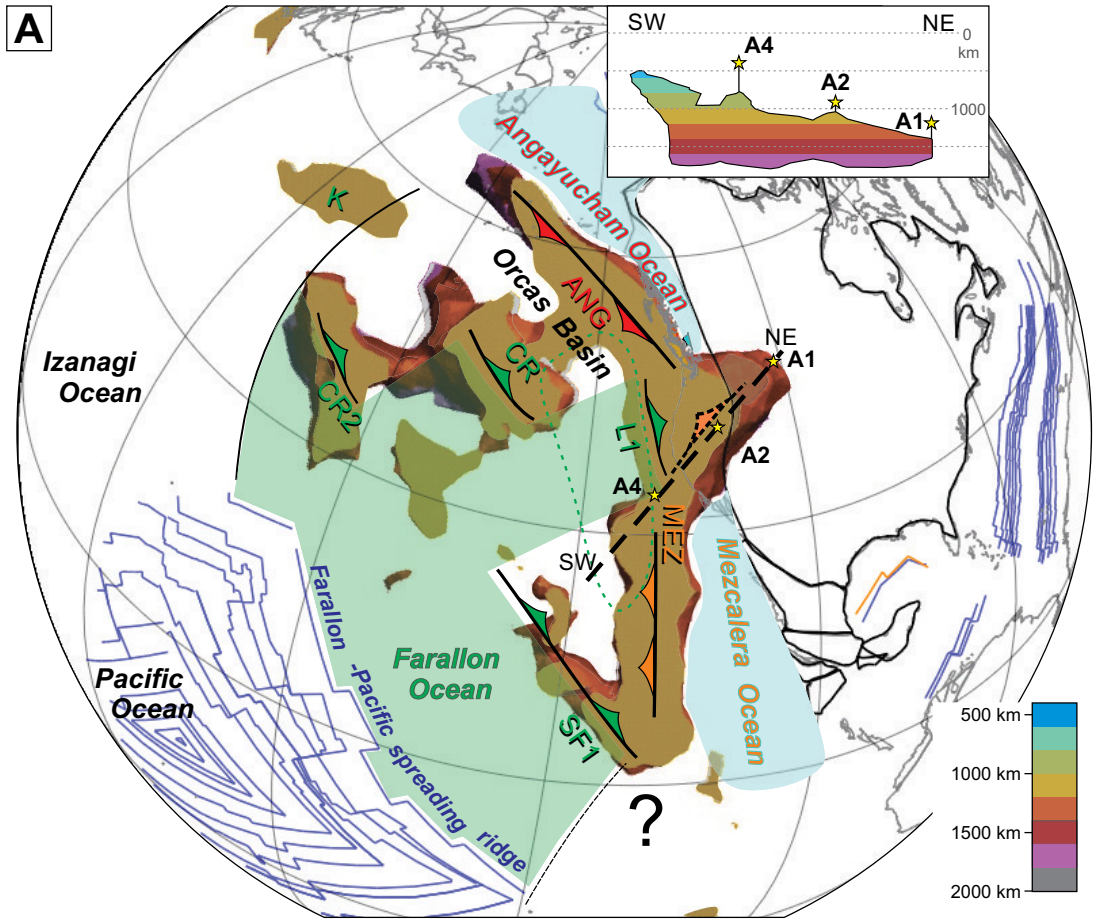 A
SW
NE
0
km
A4
A2
1000
A1
Angayucham Ocean
K
Orcas Basin
ANG
CR
CR2
Izanagi
Ocean
NE
A1
L1
A2
A4
MEZ
SW
Mezcalera Ocean
Farallon -Pacific spreading ridge
Farallon
Ocean
Pacific
Ocean
SF1
?
500 km
1000 km
1500 km
2000 km